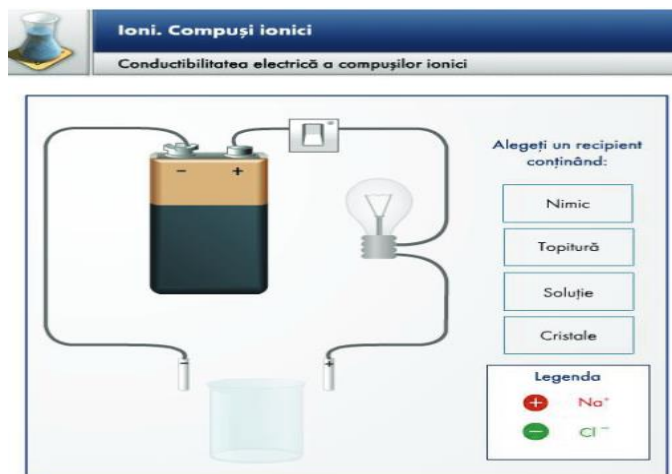 Ioni. Compuși ionici
Conductibilitatea electrică a compușilor ionici
Alegeți un recipient
conținând:
Nimic
Topitură
Soluție
Cristale
Legenda
+ Na⁺
− Cl⁻
− +
− +